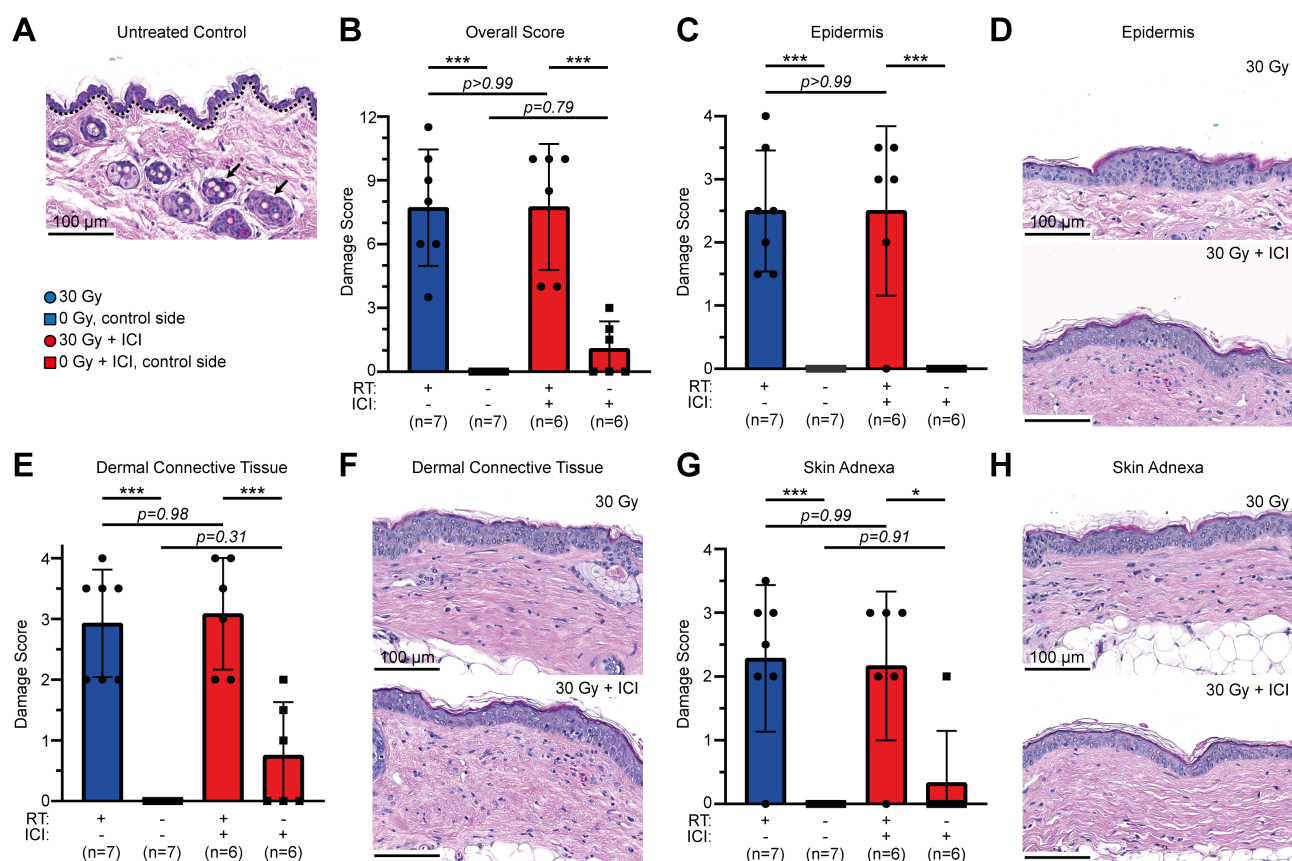 A
Untreated Control
100 µm
30 Gy
0 Gy, control side
30 Gy + ICI
0 Gy + ICI, control side
B
Overall Score
***
***
p>0.99
p=0.79
Damage Score
12
9
6
3
0
RT: + - + -
ICI: - - + +
(n=7) (n=7) (n=6) (n=6)
C
Epidermis
***
***
p>0.99
Damage Score
4
3
2
1
0
RT: + - + -
ICI: - - + +
(n=7) (n=7) (n=6) (n=6)
D
Epidermis
30 Gy
100 µm
30 Gy + ICI
E
Dermal Connective Tissue
***
***
p=0.98
p=0.31
Damage Score
4
3
2
1
0
RT: + - + -
ICI: - - + +
(n=7) (n=7) (n=6) (n=6)
F
Dermal Connective Tissue
30 Gy
100 µm
30 Gy + ICI
G
Skin Adnexa
***
*
p=0.99
p=0.91
Damage Score
4
3
2
1
0
RT: + - + -
ICI: - - + +
(n=7) (n=7) (n=6) (n=6)
H
Skin Adnexa
30 Gy
100 µm
30 Gy + ICI